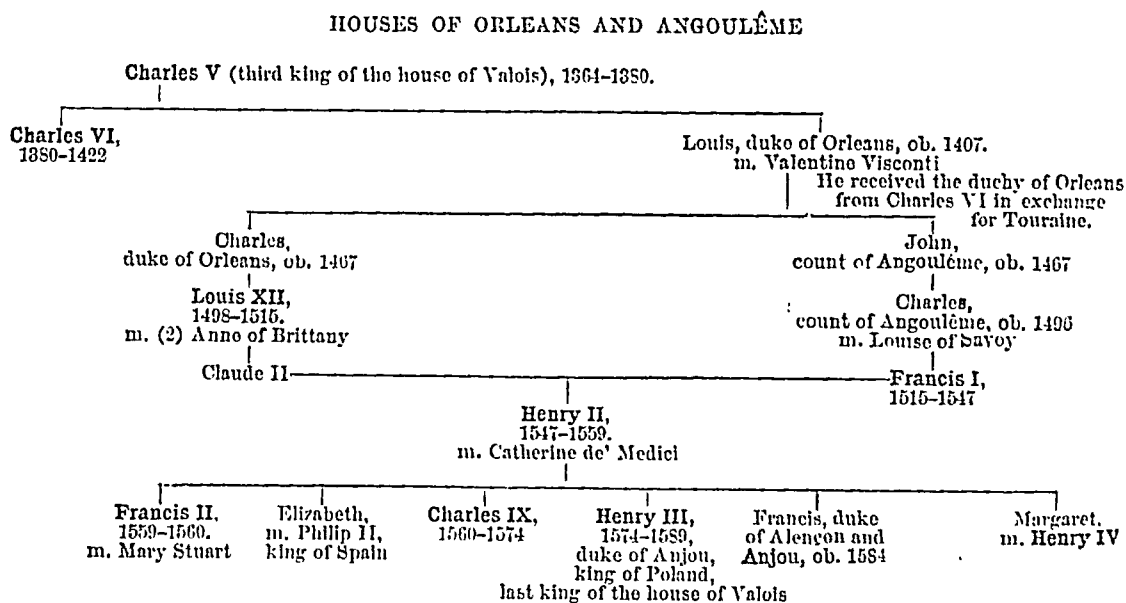 HOUSES OF ORLEANS AND ANGOULÊME
Charles V (third king of the house of Valois), 1364–1380.
Charles VI,
1380–1422
Louis, duke of Orleans, ob. 1407.
m. Valentine Visconti
He received the duchy of Orleans
from Charles VI in exchange
for Touraine.
Charles,
duke of Orleans, ob. 1467
John,
count of Angoulême, ob. 1467
Louis XII,
1498–1515.
m. (2) Anne of Brittany
Charles,
count of Angoulême, ob. 1496
m. Louise of Savoy
Claude II
Francis I,
1515–1547
Henry II,
1547–1559.
m. Catherine de' Medici
Francis II,
1559–1560.
m. Mary Stuart
Elizabeth,
m. Philip II,
king of Spain
Charles IX,
1560–1574
Henry III,
1574–1589,
duke of Anjou,
king of Poland,
last king of the house of Valois
Francis, duke
of Alençon and
Anjou, ob. 1584
Margaret.
m. Henry IV